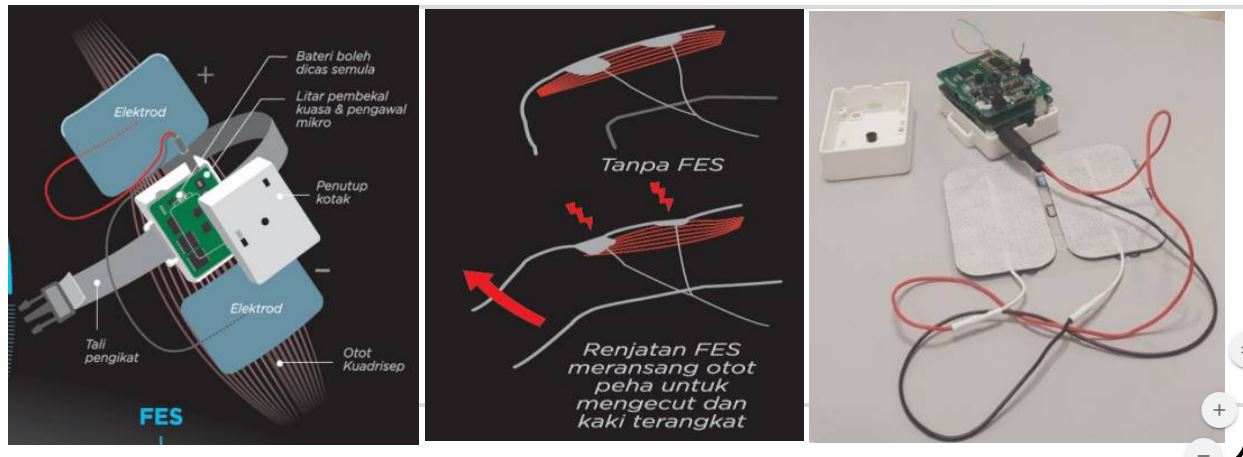 Bateri boleh
dicas semula
Litar pembekal
kuasa & pengawal
mikro
Elektrod
+
Penutup
kotak
-
Elektrod
Tali
pengikat
Otot
Kuadrisep
FES
Tanpa FES
Renjatan FES
meransang otot
peha untuk
mengecut dan
kaki terangkat